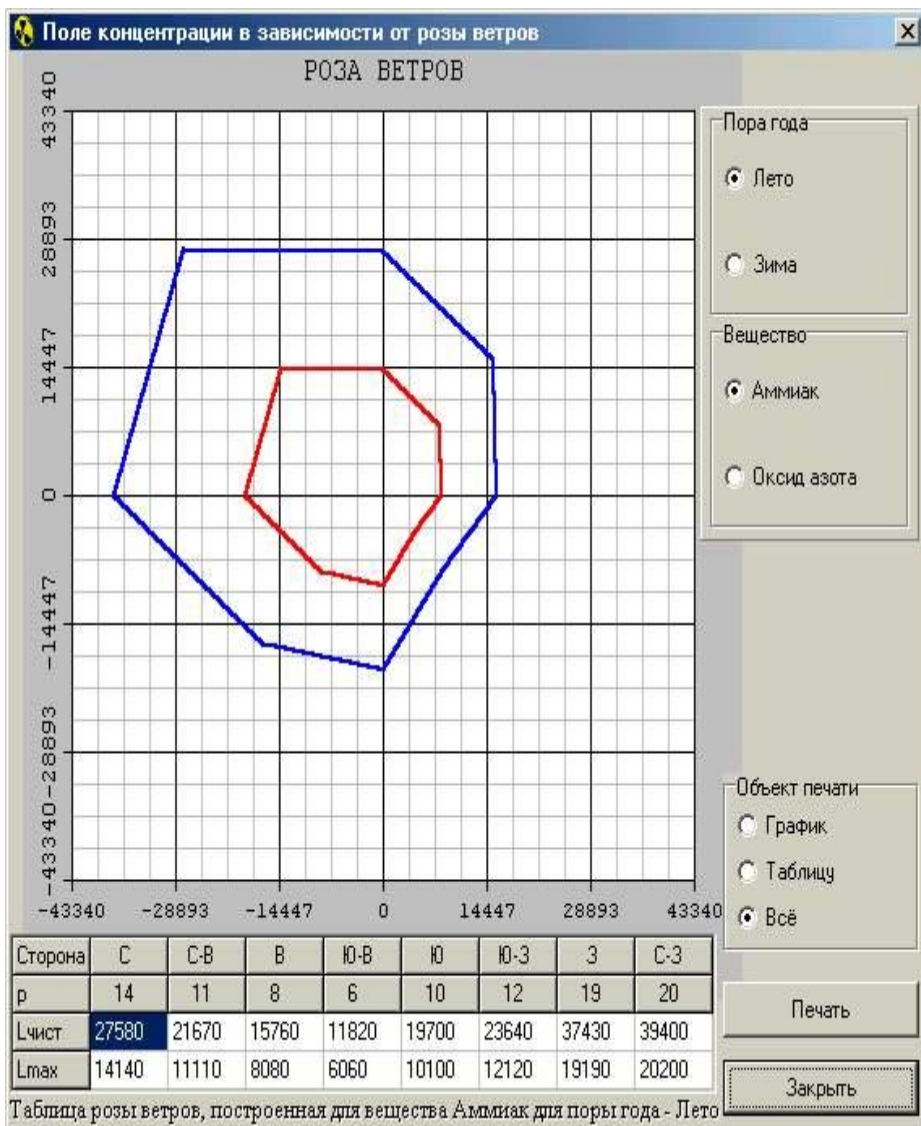 Поле концентрации в зависимости от розы ветров
РОЗА ВЕТРОВ
43340
28893
14447
0
-14447
-28893
-43340
-43340 -28893 -14447 0 14447 28893 43340
Пора года
Лето
Зима
Вещество
Аммиак
Оксид азота
Объект печати
График
Таблицу
Всё
Сторона С С-В В Ю-В Ю Ю-З З С-З
р 14 11 8 6 10 12 19 20
Lчист 27580 21670 15760 11820 19700 23640 37430 39400
Lmax 14140 11110 8080 6060 10100 12120 19190 20200
Печать
Закрыть
Таблица розы ветров, построенная для вещества Аммиак для поры года - Лето